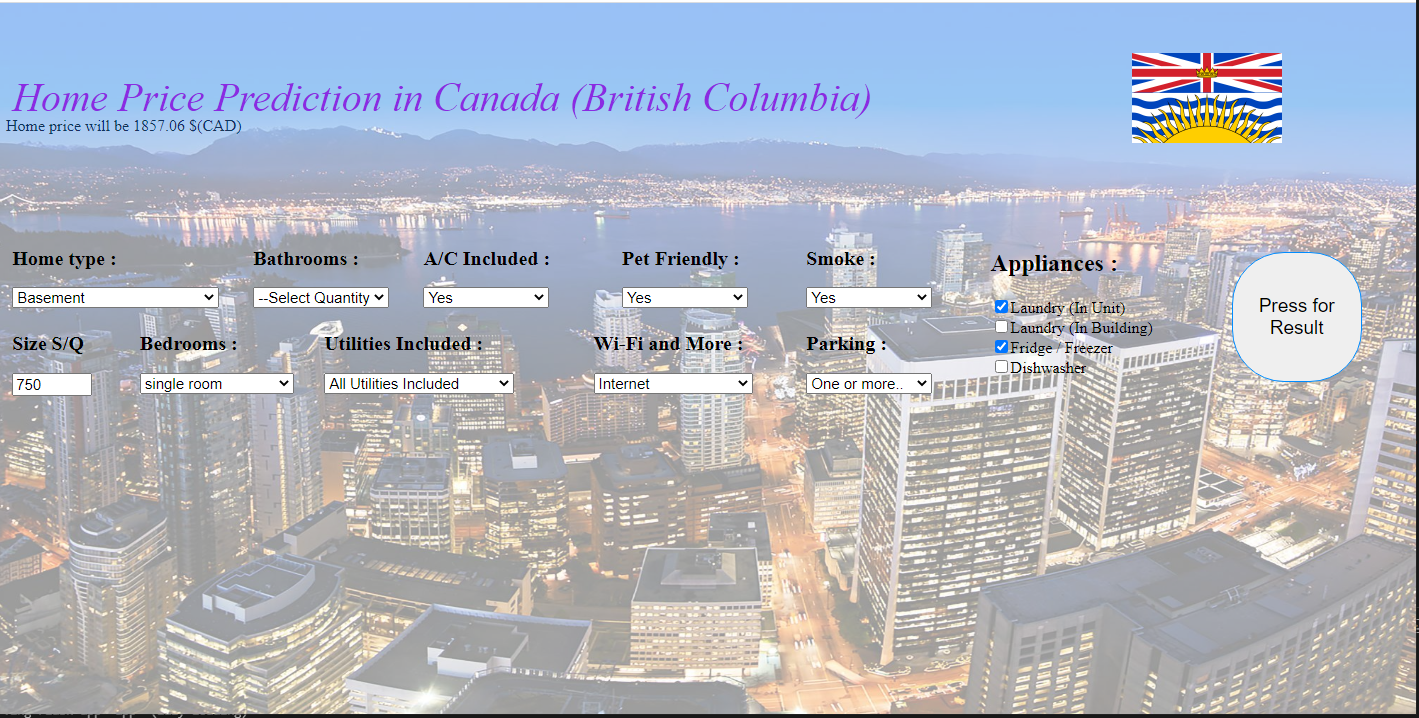 Home Price Prediction in Canada (British Columbia)
Home price will be 1857.06 $(CAD)
Home type :
Bathrooms :
A/C Included :
Pet Friendly :
Smoke :
Appliances :
Basement
--Select Quantity
Yes
Yes
Yes
Press for
Result
Laundry (In Unit)
Laundry (In Building)
Fridge / Freezer
Dishwasher
Size S/Q
Bedrooms :
Utilities Included :
Wi-Fi and More :
Parking :
750
single room
All Utilities Included
Internet
One or more..